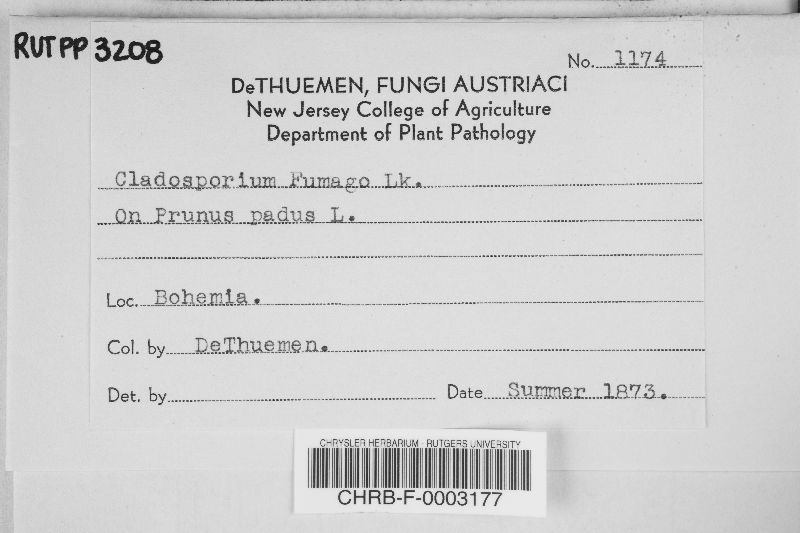 RUTPP 3208
No. 1174
DeTHUEMEN, FUNGI AUSTRIACI
New Jersey College of Agriculture
Department of Plant Pathology
Cladosporium Fumago Lk.
On Prunus padus L.
Loc. Bohemia.
Col. by DeThuemen.
Det. by
Date Summer 1873.
CHRYSLER HERBARIUM - RUTGERS UNIVERSITY
CHRB-F-0003177